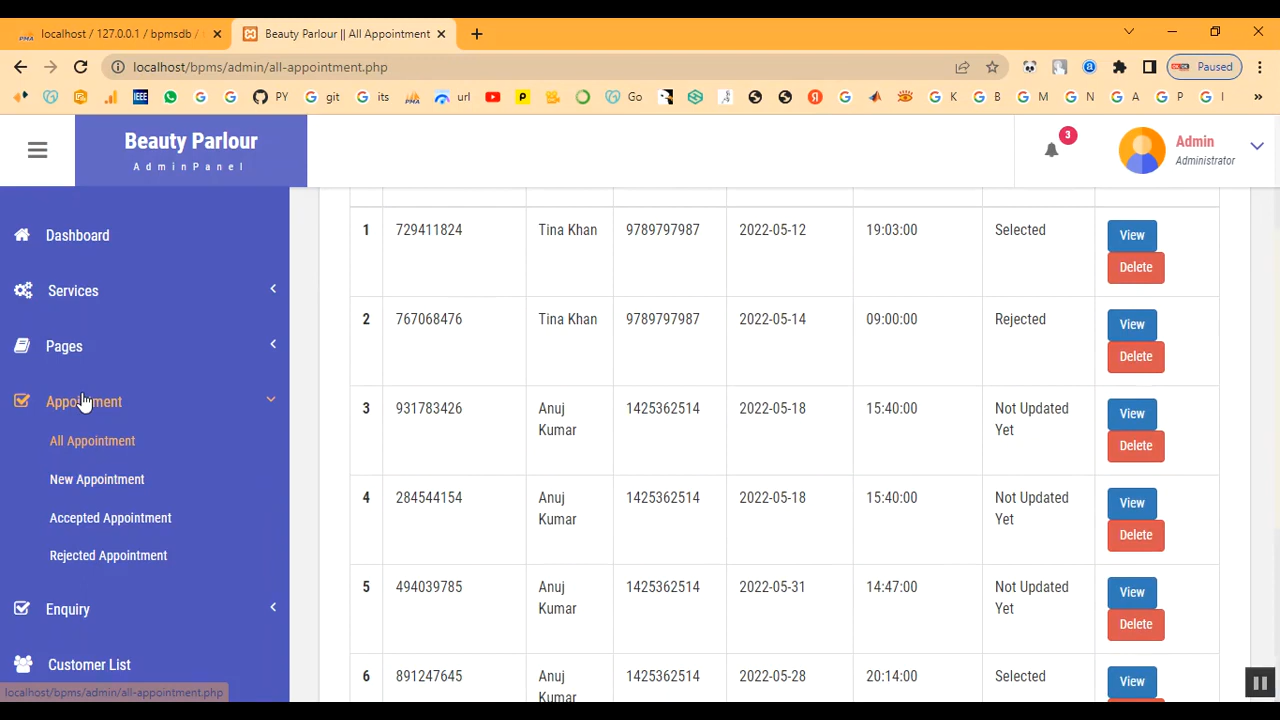 localhost / 127.0.0.1 / bpmsdb /
Beauty Parlour || All Appointment
localhost/bpms/admin/all-appointment.php
Paused
IEEE
PY
git
its
PMA
url
Go
K
B
M
N
A
P
I
»
Beauty Parlour
AdminPanel
3
Admin
Administrator
Dashboard
Services
Pages
Appointment
All Appointment
New Appointment
Accepted Appointment
Rejected Appointment
Enquiry
Customer List
1 729411824 Tina Khan 9789797987 2022-05-12 19:03:00 Selected View
Delete
2 767068476 Tina Khan 9789797987 2022-05-14 09:00:00 Rejected View
Delete
3 931783426 Anuj 1425362514 2022-05-18 15:40:00 Not Updated View
Kumar Yet Delete
4 284544154 Anuj 1425362514 2022-05-18 15:40:00 Not Updated View
Kumar Yet Delete
5 494039785 Anuj 1425362514 2022-05-31 14:47:00 Not Updated View
Kumar Yet Delete
6 891247645 Anuj 1425362514 2022-05-28 20:14:00 Selected View
Kumar
localhost/bpms/admin/all-appointment.php